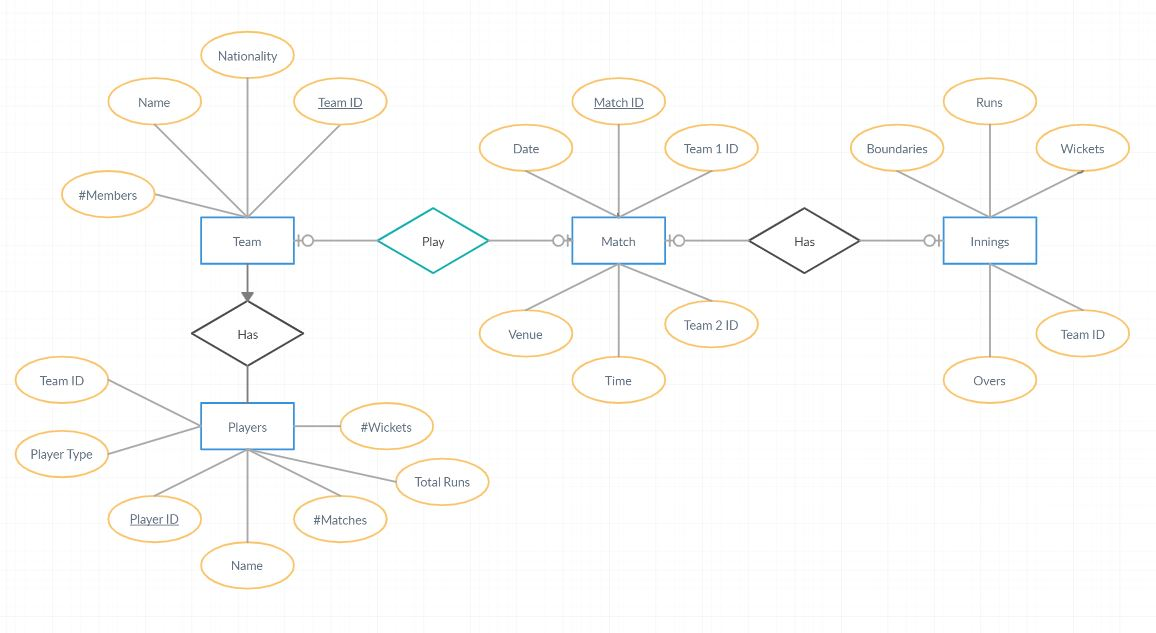 Nationality
Name
Team ID
#Members
Team
Play
Has
Team ID
Player Type
Players
#Wickets
Total Runs
Player ID
#Matches
Name
Match ID
Date
Team 1 ID
Match
Venue
Team 2 ID
Time
Has
Runs
Boundaries
Wickets
Innings
Team ID
Overs